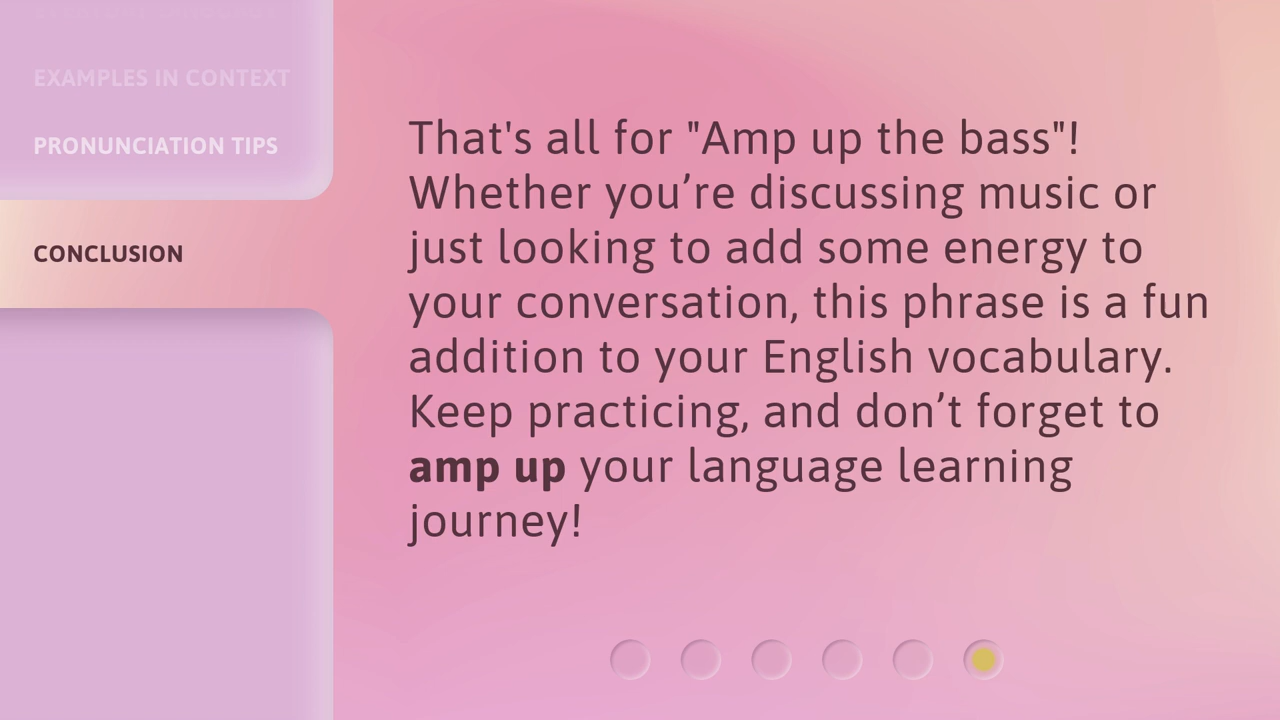 EXAMPLES IN CONTEXT
PRONUNCIATION TIPS
CONCLUSION
That's all for "Amp up the bass"!
Whether you’re discussing music or
just looking to add some energy to
your conversation, this phrase is a fun
addition to your English vocabulary.
Keep practicing, and don’t forget to
amp up your language learning
journey!